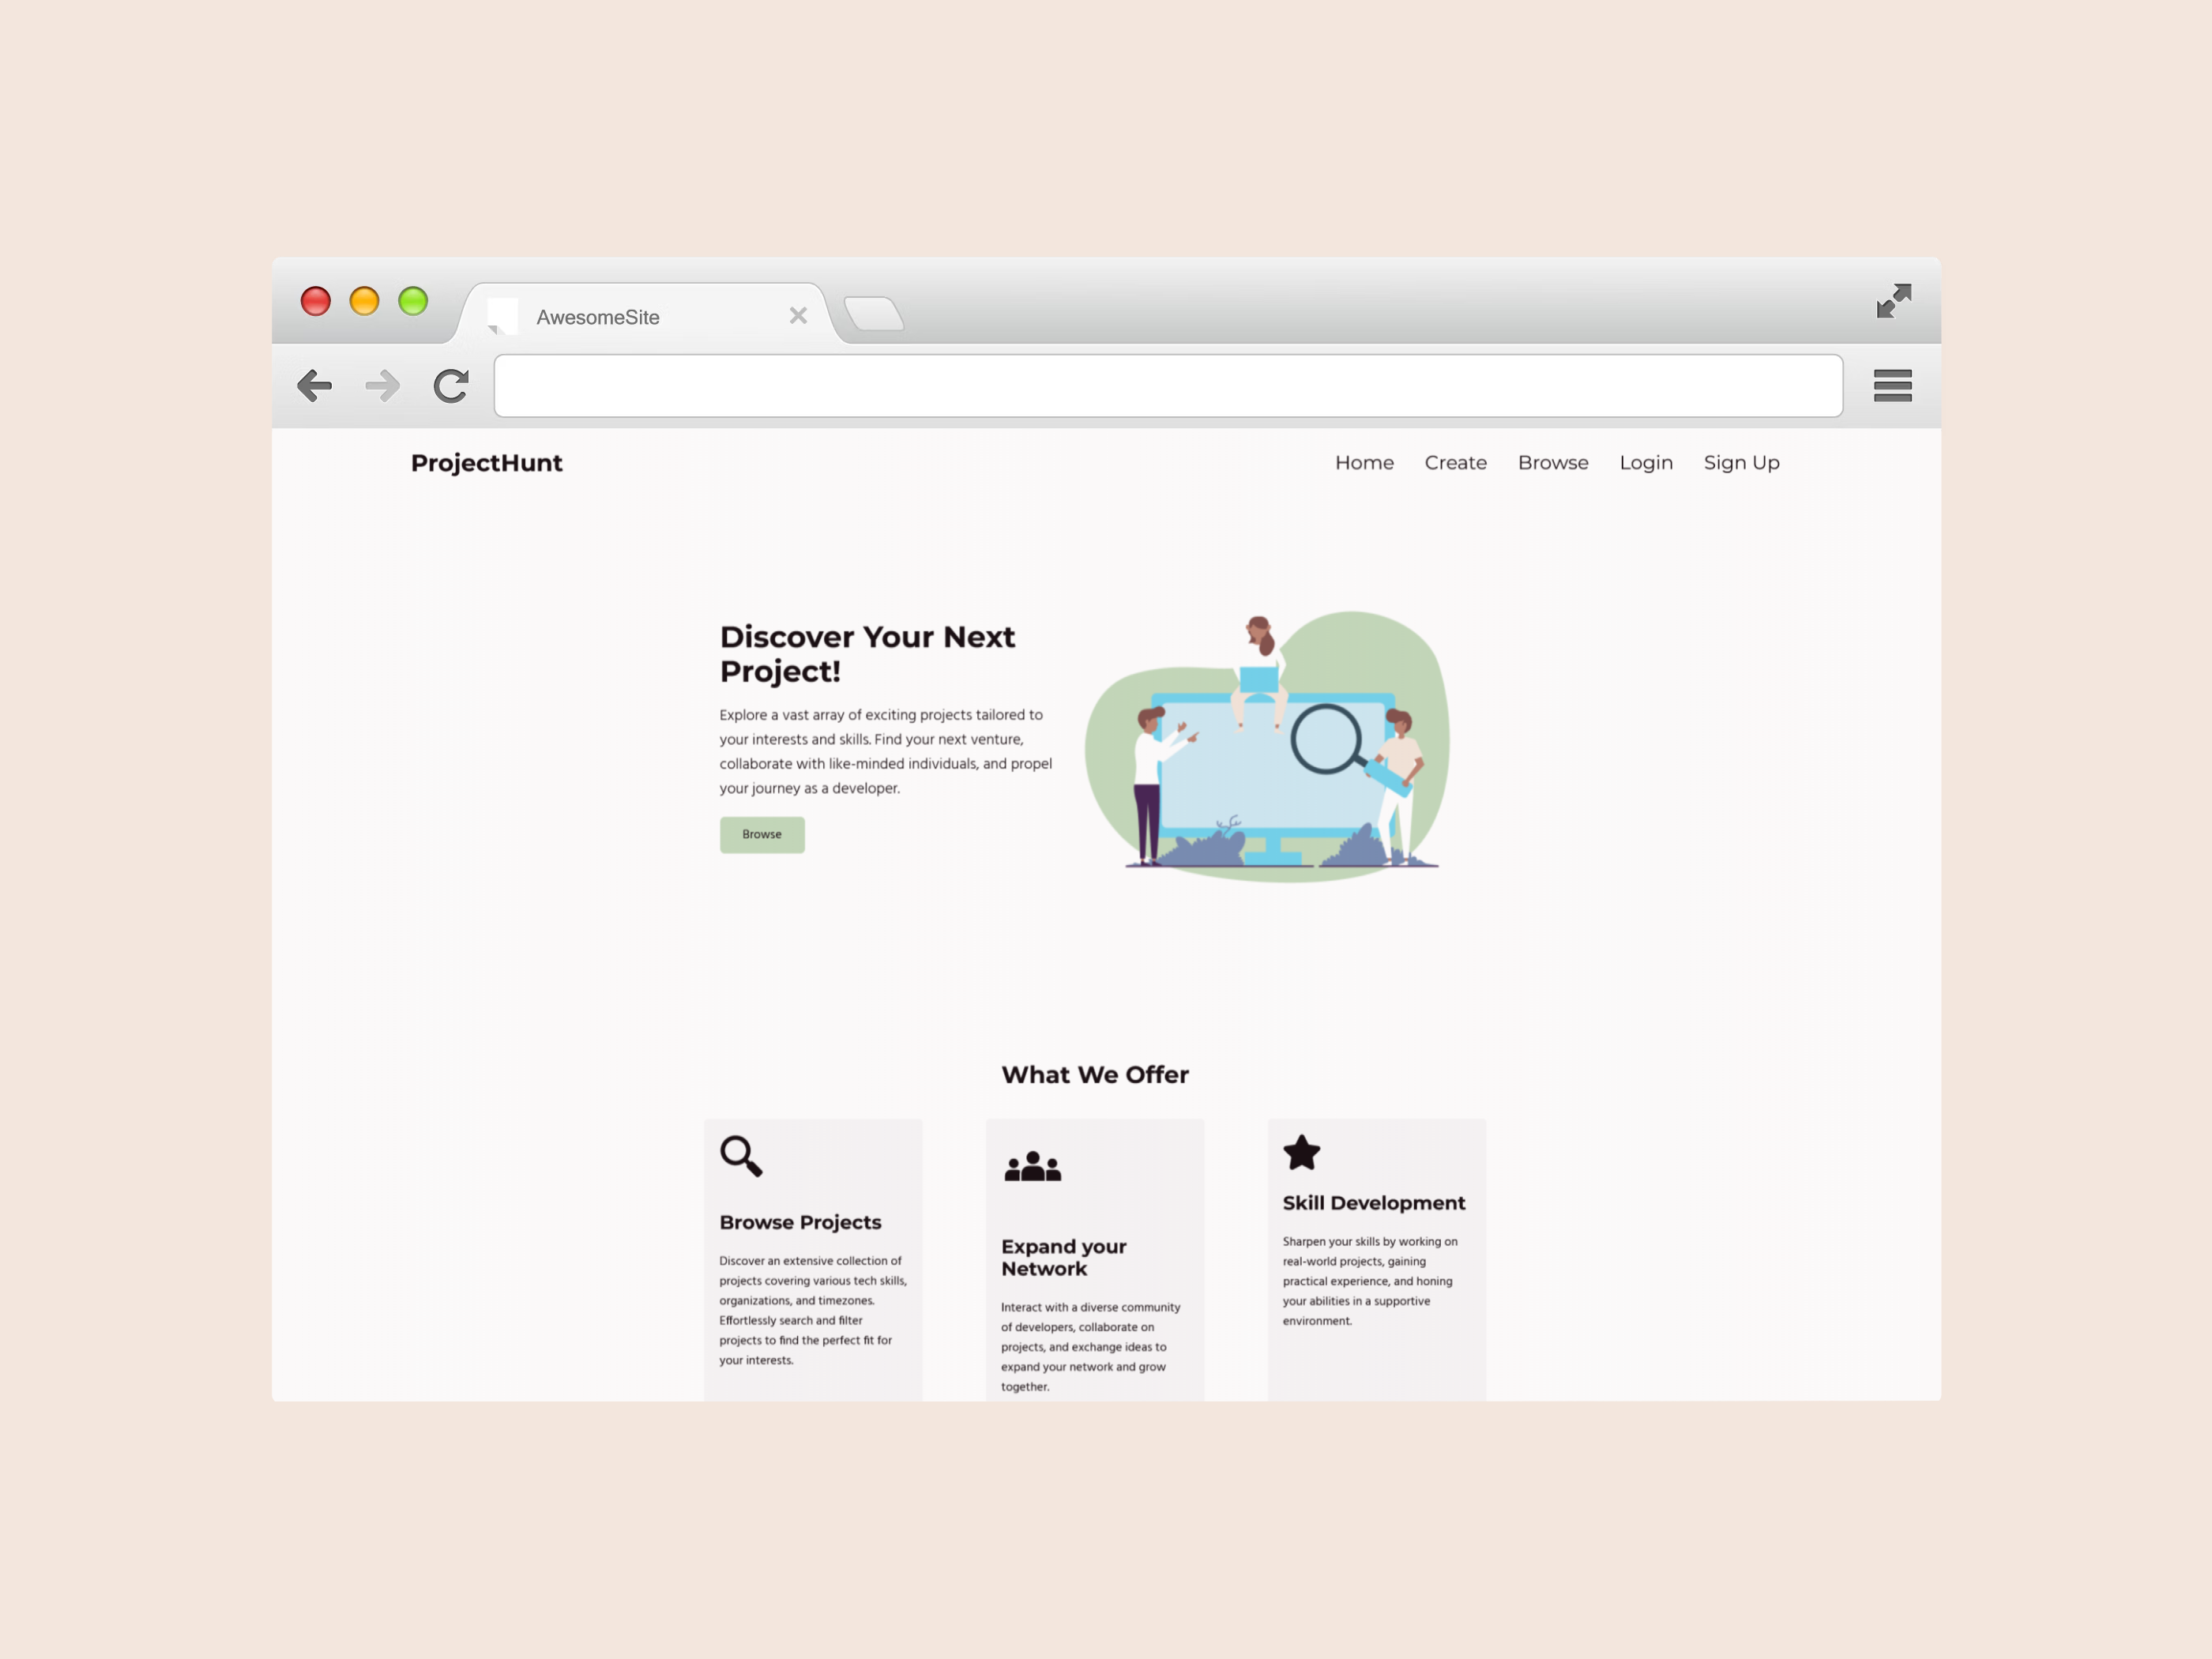 AwesomeSite
ProjectHunt
Home Create Browse Login Sign Up
Discover Your Next
Project!
Explore a vast array of exciting projects tailored to
your interests and skills. Find your next venture,
collaborate with like-minded individuals, and propel
your journey as a developer.
Browse
What We Offer
Browse Projects
Discover an extensive collection of
projects covering various tech skills,
organizations, and timezones.
Effortlessly search and filter
projects to find the perfect fit for
your interests.
Expand your
Network
Interact with a diverse community
of developers, collaborate on
projects, and exchange ideas to
expand your network and grow
together.
Skill Development
Sharpen your skills by working on
real-world projects, gaining
practical experience, and honing
your abilities in a supportive
environment.